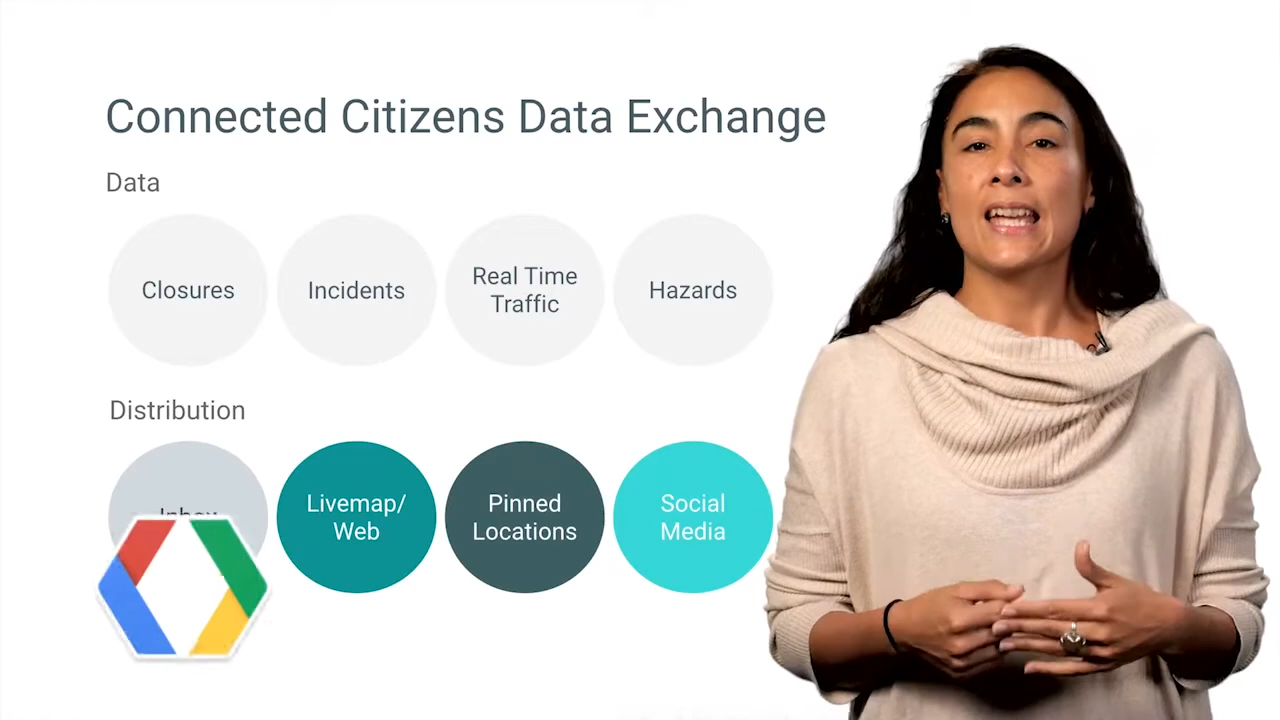 Connected Citizens Data Exchange
Data
Closures
Incidents
Real Time
Traffic
Hazards
Distribution
Livemap/
Web
Pinned
Locations
Social
Media